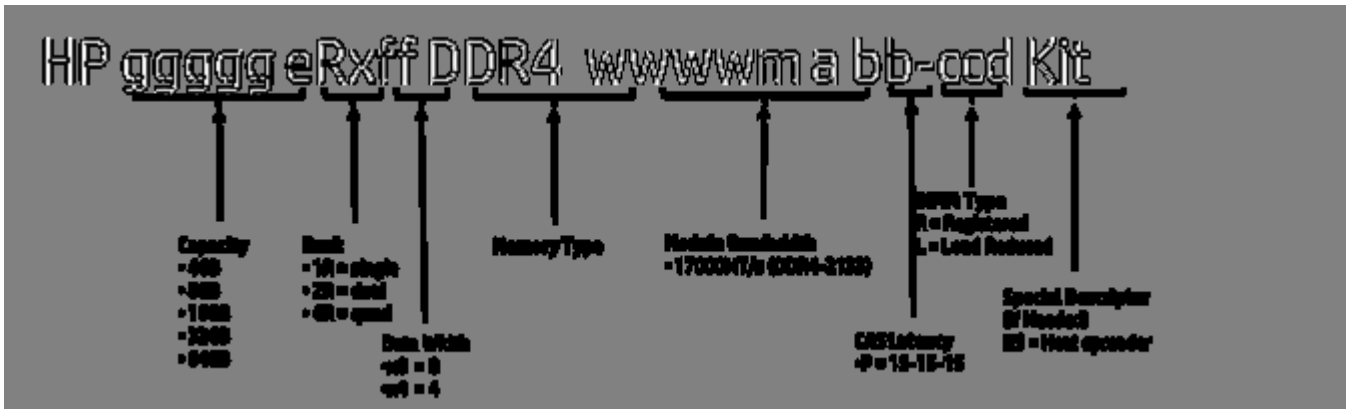 HP ggggg eRxff DDR4 wwwwm a bb-ccd Kit
Capacity
• 4GB
• 8GB
• 16GB
• 32GB
• 64GB
Rank
• 1R = single
• 2R = dual
• 4R = quad
Data Width
•x8 = 8
•x4 = 4
Memory Type
Module Bandwidth
• 17000MT/s (DDR4-2133)
CAS Latency
•P = 15-15-15
DIMM Type
R = Registered
L = Load Reduced
Special Descriptor
(If Needed)
= Heat spreader